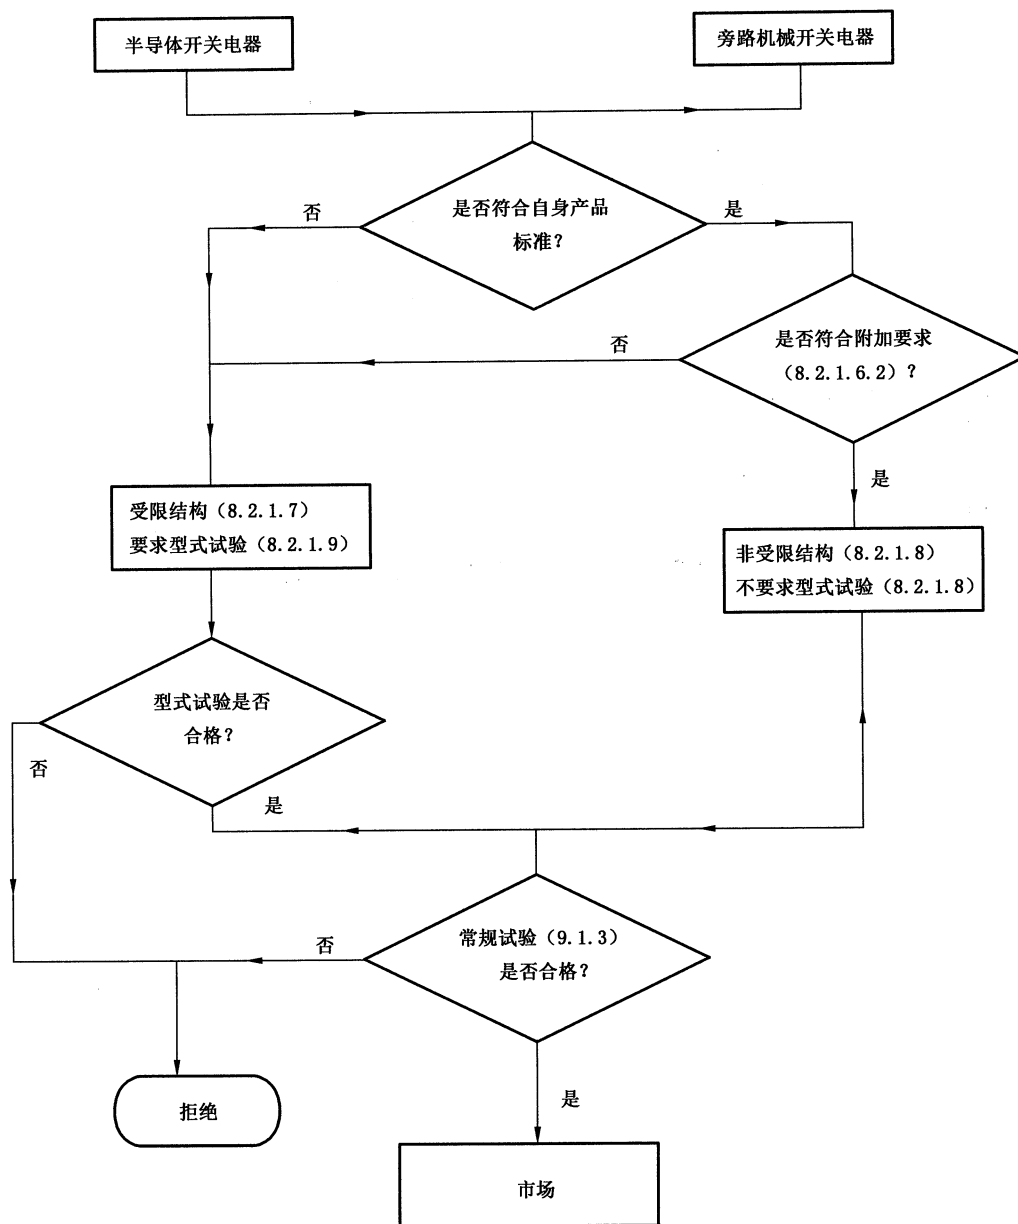 半导体开关电器
旁路机械开关电器
是否符合自身产品
标准？
否
是
是否符合附加要求
（8.2.1.6.2）？
否
是
受限结构（8.2.1.7）
要求型式试验（8.2.1.9）
非受限结构（8.2.1.8）
不要求型式试验（8.2.1.8）
型式试验是否
合格？
否
是
常规试验（9.1.3）
是否合格？
否
是
拒绝
市场